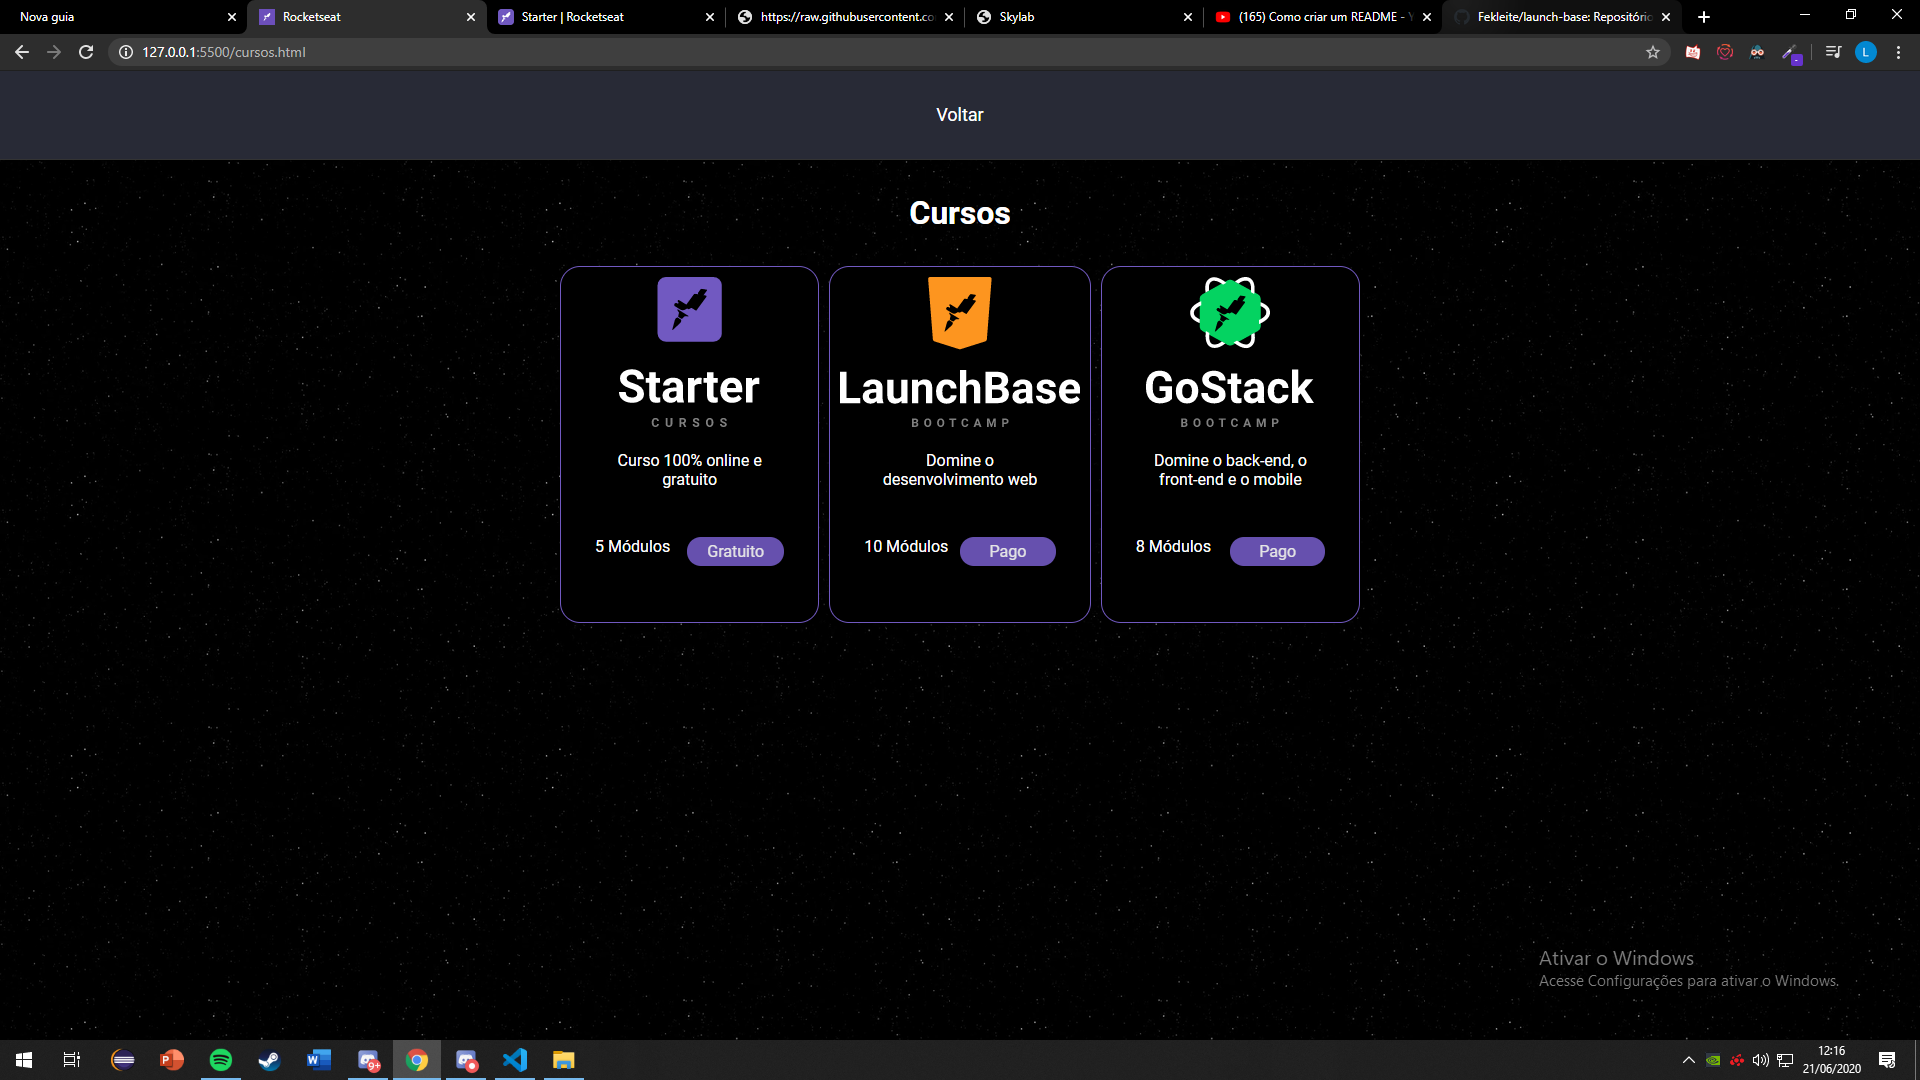 Nova guia
Rocketseat
Starter | Rocketseat
https://raw.githubusercontent.co
Skylab
(165) Como criar um README - Y
Fekleite/launch-base: Repositório
127.0.0.1:5500/cursos.html
L
Voltar
Cursos
Starter
CURSOS
Curso 100% online e
gratuito
5 Módulos
Gratuito
LaunchBase
BOOTCAMP
Domine o
desenvolvimento web
10 Módulos
Pago
GoStack
BOOTCAMP
Domine o back-end, o
front-end e o mobile
8 Módulos
Pago
Ativar o Windows
Acesse Configurações para ativar o Windows.
9+
12:16
21/06/2020